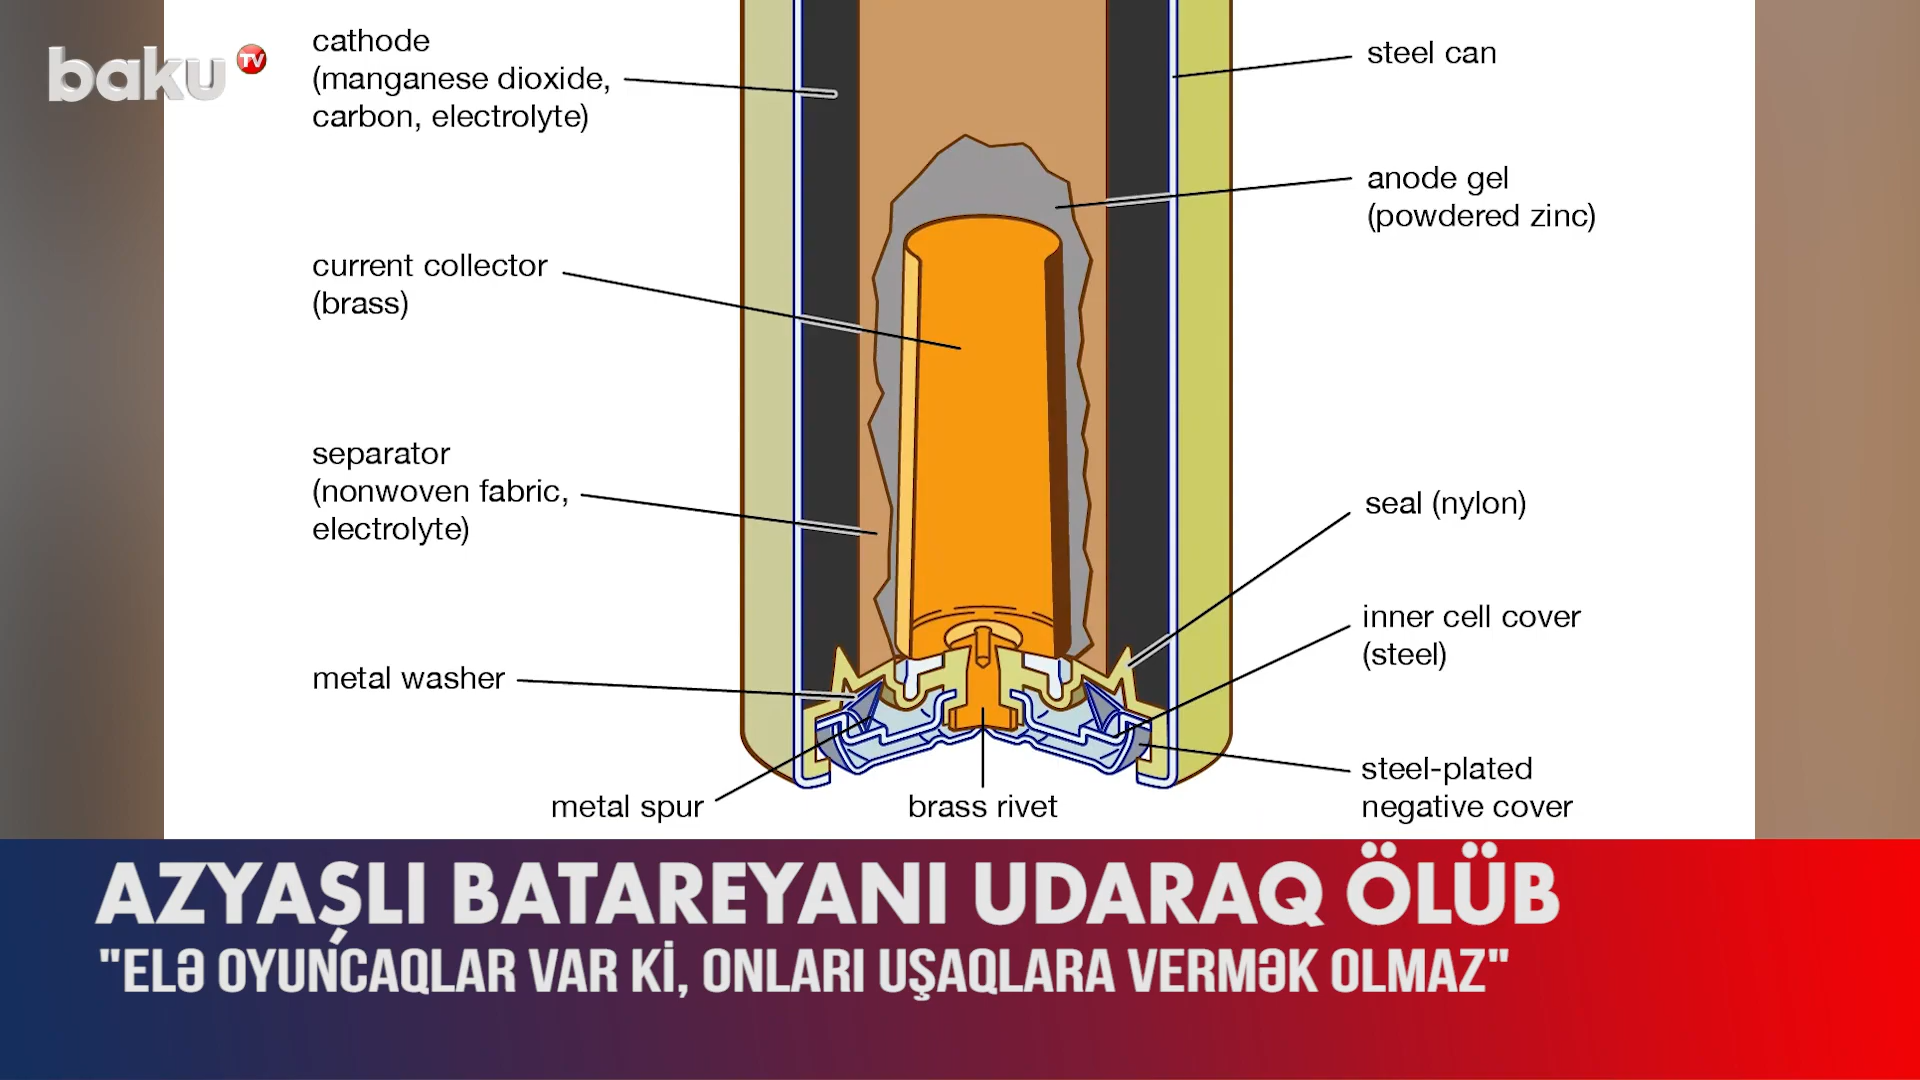 baku TV
cathode
(manganese dioxide,
carbon, electrolyte)
steel can
anode gel
(powdered zinc)
current collector
(brass)
separator
(nonwoven fabric,
electrolyte)
seal (nylon)
inner cell cover
(steel)
metal washer
steel-plated
negative cover
metal spur
brass rivet
AZYAŞLI BATAREYANI UDARAQ ÖLÜB
"ELƏ OYUNCAQLAR VAR Kİ, ONLARI UŞAQLARA VERMƏK OLMAZ"